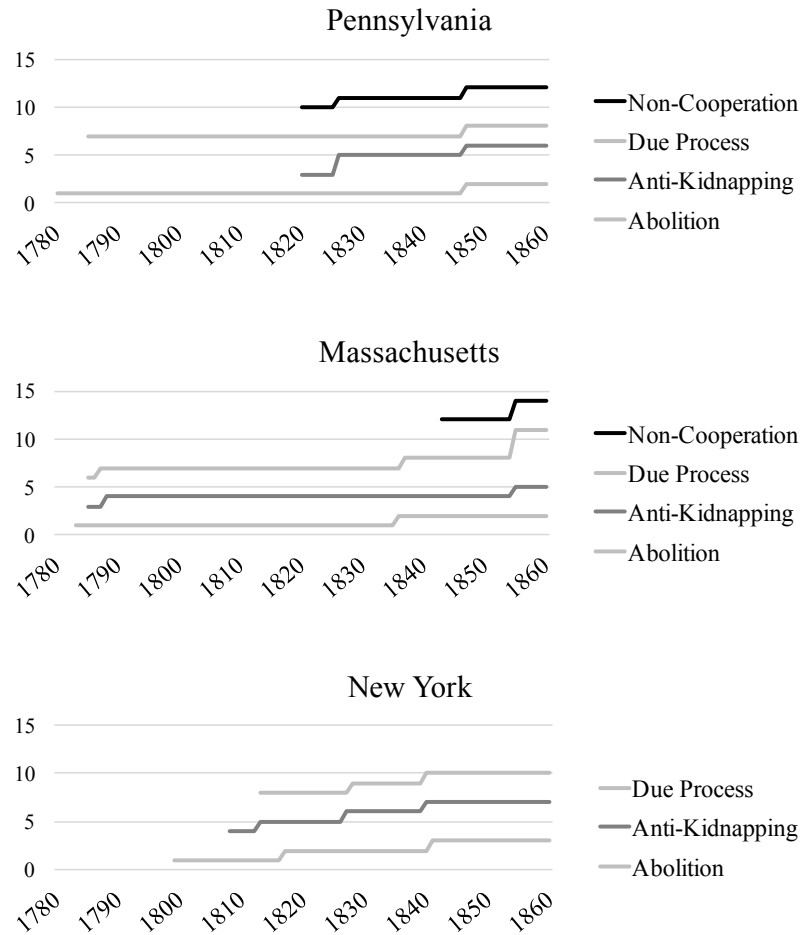 Pennsylvania
15
10
5
0
1780 1790 1800 1810 1820 1830 1840 1850 1860
Non-Cooperation
Due Process
Anti-Kidnapping
Abolition
Massachusetts
15
10
5
0
1780 1790 1800 1810 1820 1830 1840 1850 1860
Non-Cooperation
Due Process
Anti-Kidnapping
Abolition
New York
15
10
5
0
1780 1790 1800 1810 1820 1830 1840 1850 1860
Due Process
Anti-Kidnapping
Abolition